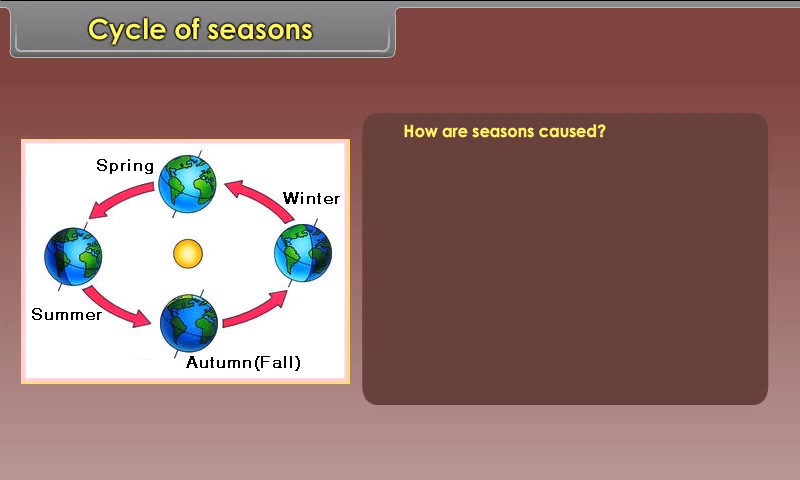 Cycle of seasons
How are seasons caused?
Spring
Winter
Summer
Autumn(Fall)